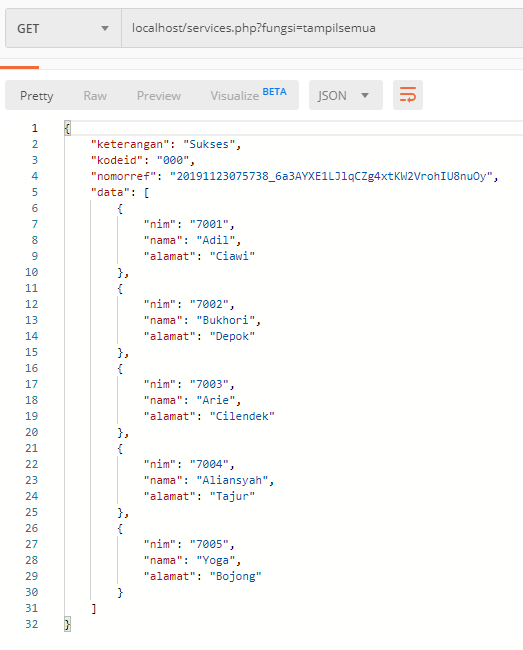 GET localhost/services.php?fungsi=tampilsemua
Pretty Raw Preview Visualize BETA JSON
1 {
2 "keterangan": "Sukses",
3 "kodeid": "000",
4 "nomorref": "20191123075738_6a3AYXE1LJlqCZg4xtKW2VrohIU8nuOy",
5 "data": [
6 {
7 "nim": "7001",
8 "nama": "Adil",
9 "alamat": "Ciawi"
10 },
11 {
12 "nim": "7002",
13 "nama": "Bukhori",
14 "alamat": "Depok"
15 },
16 {
17 "nim": "7003",
18 "nama": "Arie",
19 "alamat": "Cilendek"
20 },
21 {
22 "nim": "7004",
23 "nama": "Aliansyah",
24 "alamat": "Tajur"
25 },
26 {
27 "nim": "7005",
28 "nama": "Yoga",
29 "alamat": "Bojong"
30 }
31 ]
32 }